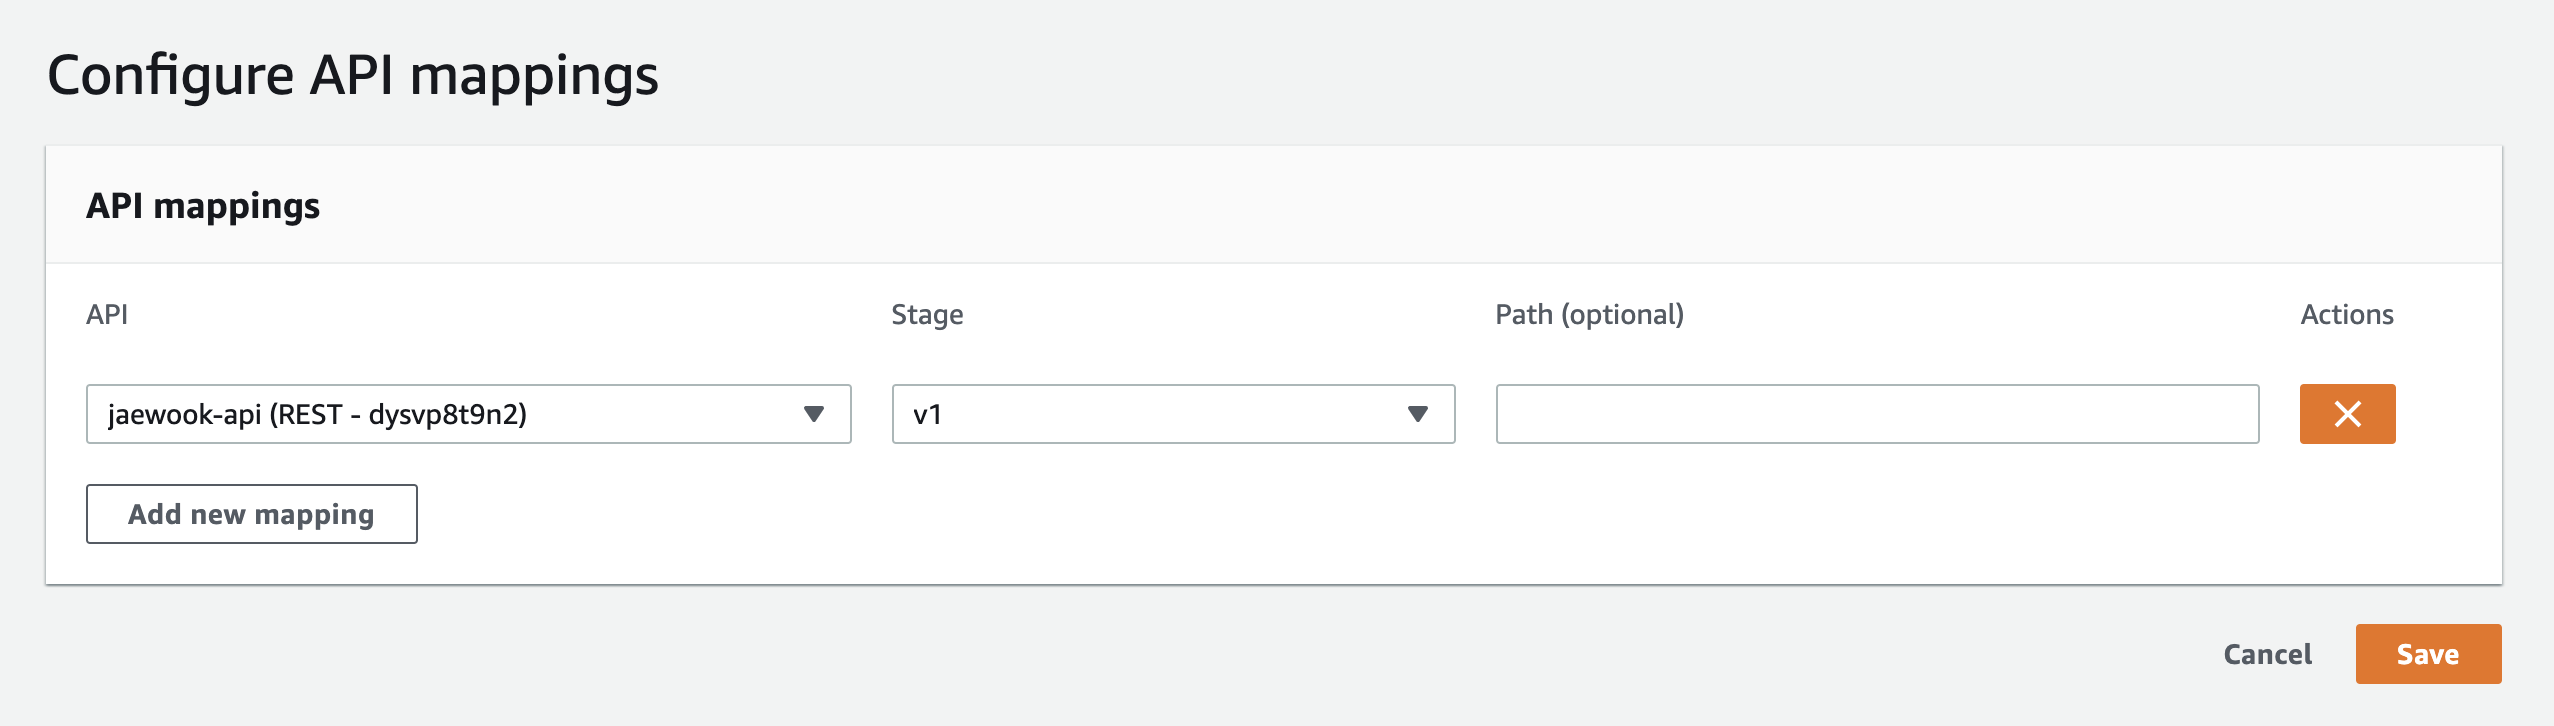 Configure API mappings
API mappings
API Stage Path (optional) Actions
jaewook-api (REST - dysvp8t9n2) v1
Add new mapping
Cancel Save